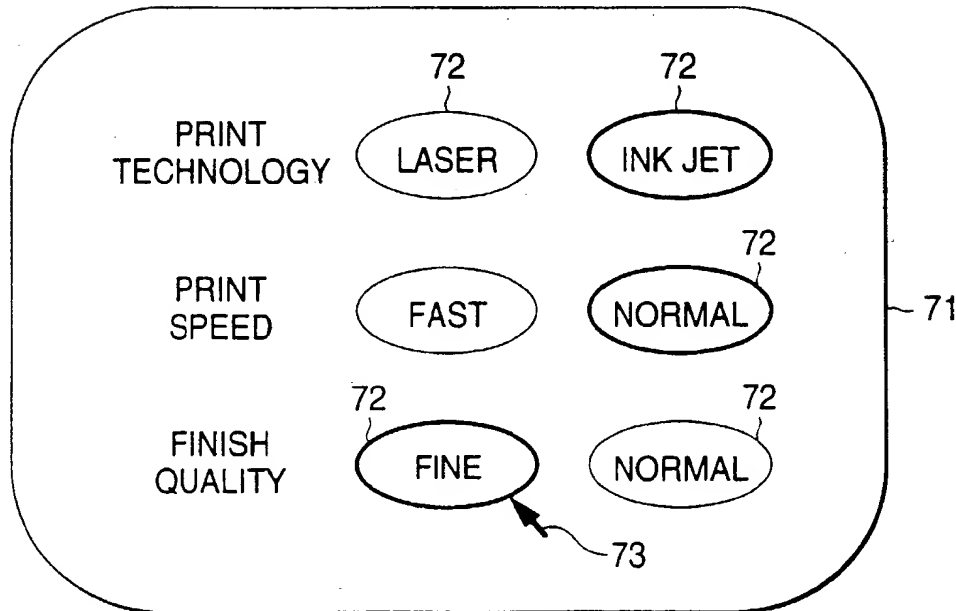 72 72
PRINT
TECHNOLOGY
LASER INK JET
72
PRINT
SPEED
FAST NORMAL
71
72 72
FINISH
QUALITY
FINE NORMAL
73